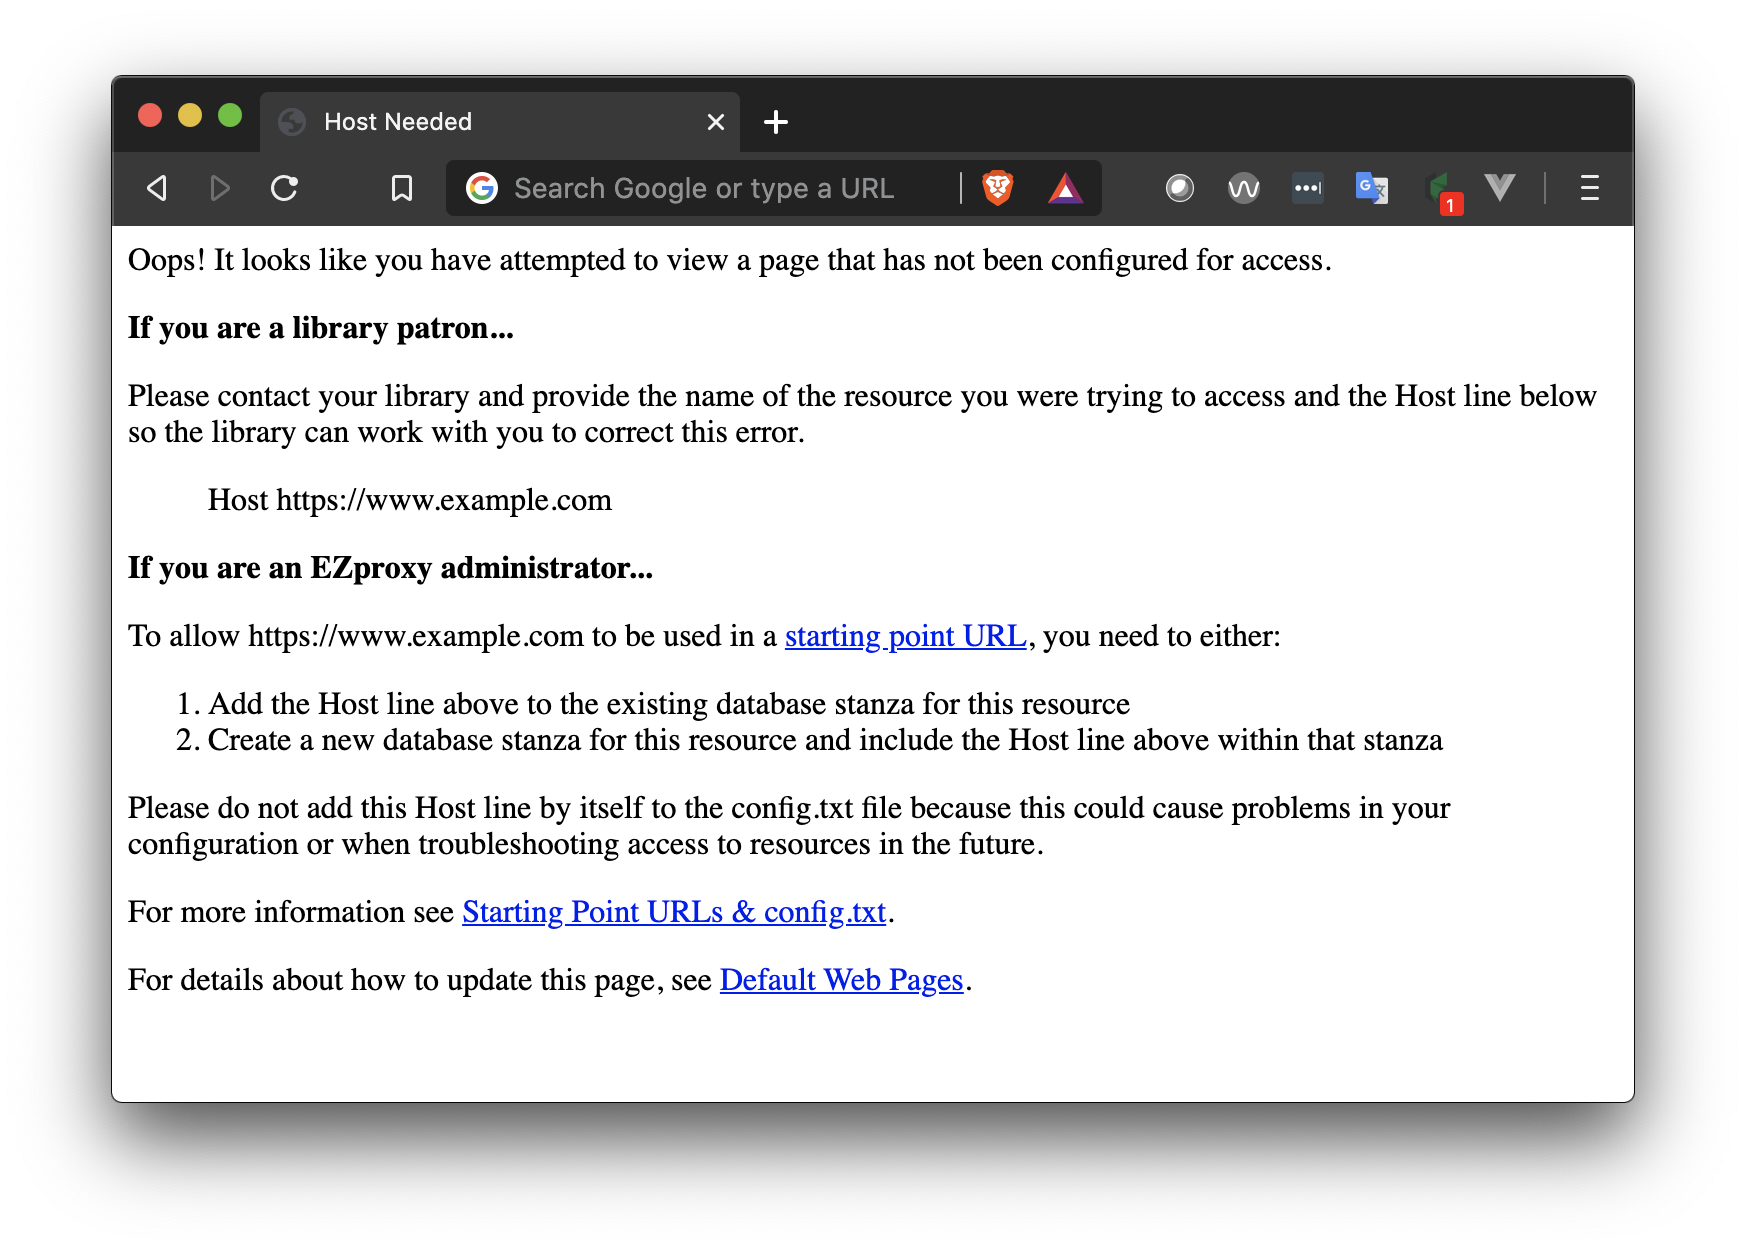 Host Needed
Search Google or type a URL
G
文
1
Oops! It looks like you have attempted to view a page that has not been configured for access.
If you are a library patron...
Please contact your library and provide the name of the resource you were trying to access and the Host line below
so the library can work with you to correct this error.
Host https://www.example.com
If you are an EZproxy administrator...
To allow https://www.example.com to be used in a starting point URL, you need to either:
1. Add the Host line above to the existing database stanza for this resource
2. Create a new database stanza for this resource and include the Host line above within that stanza
Please do not add this Host line by itself to the config.txt file because this could cause problems in your
configuration or when troubleshooting access to resources in the future.
For more information see Starting Point URLs & config.txt.
For details about how to update this page, see Default Web Pages.